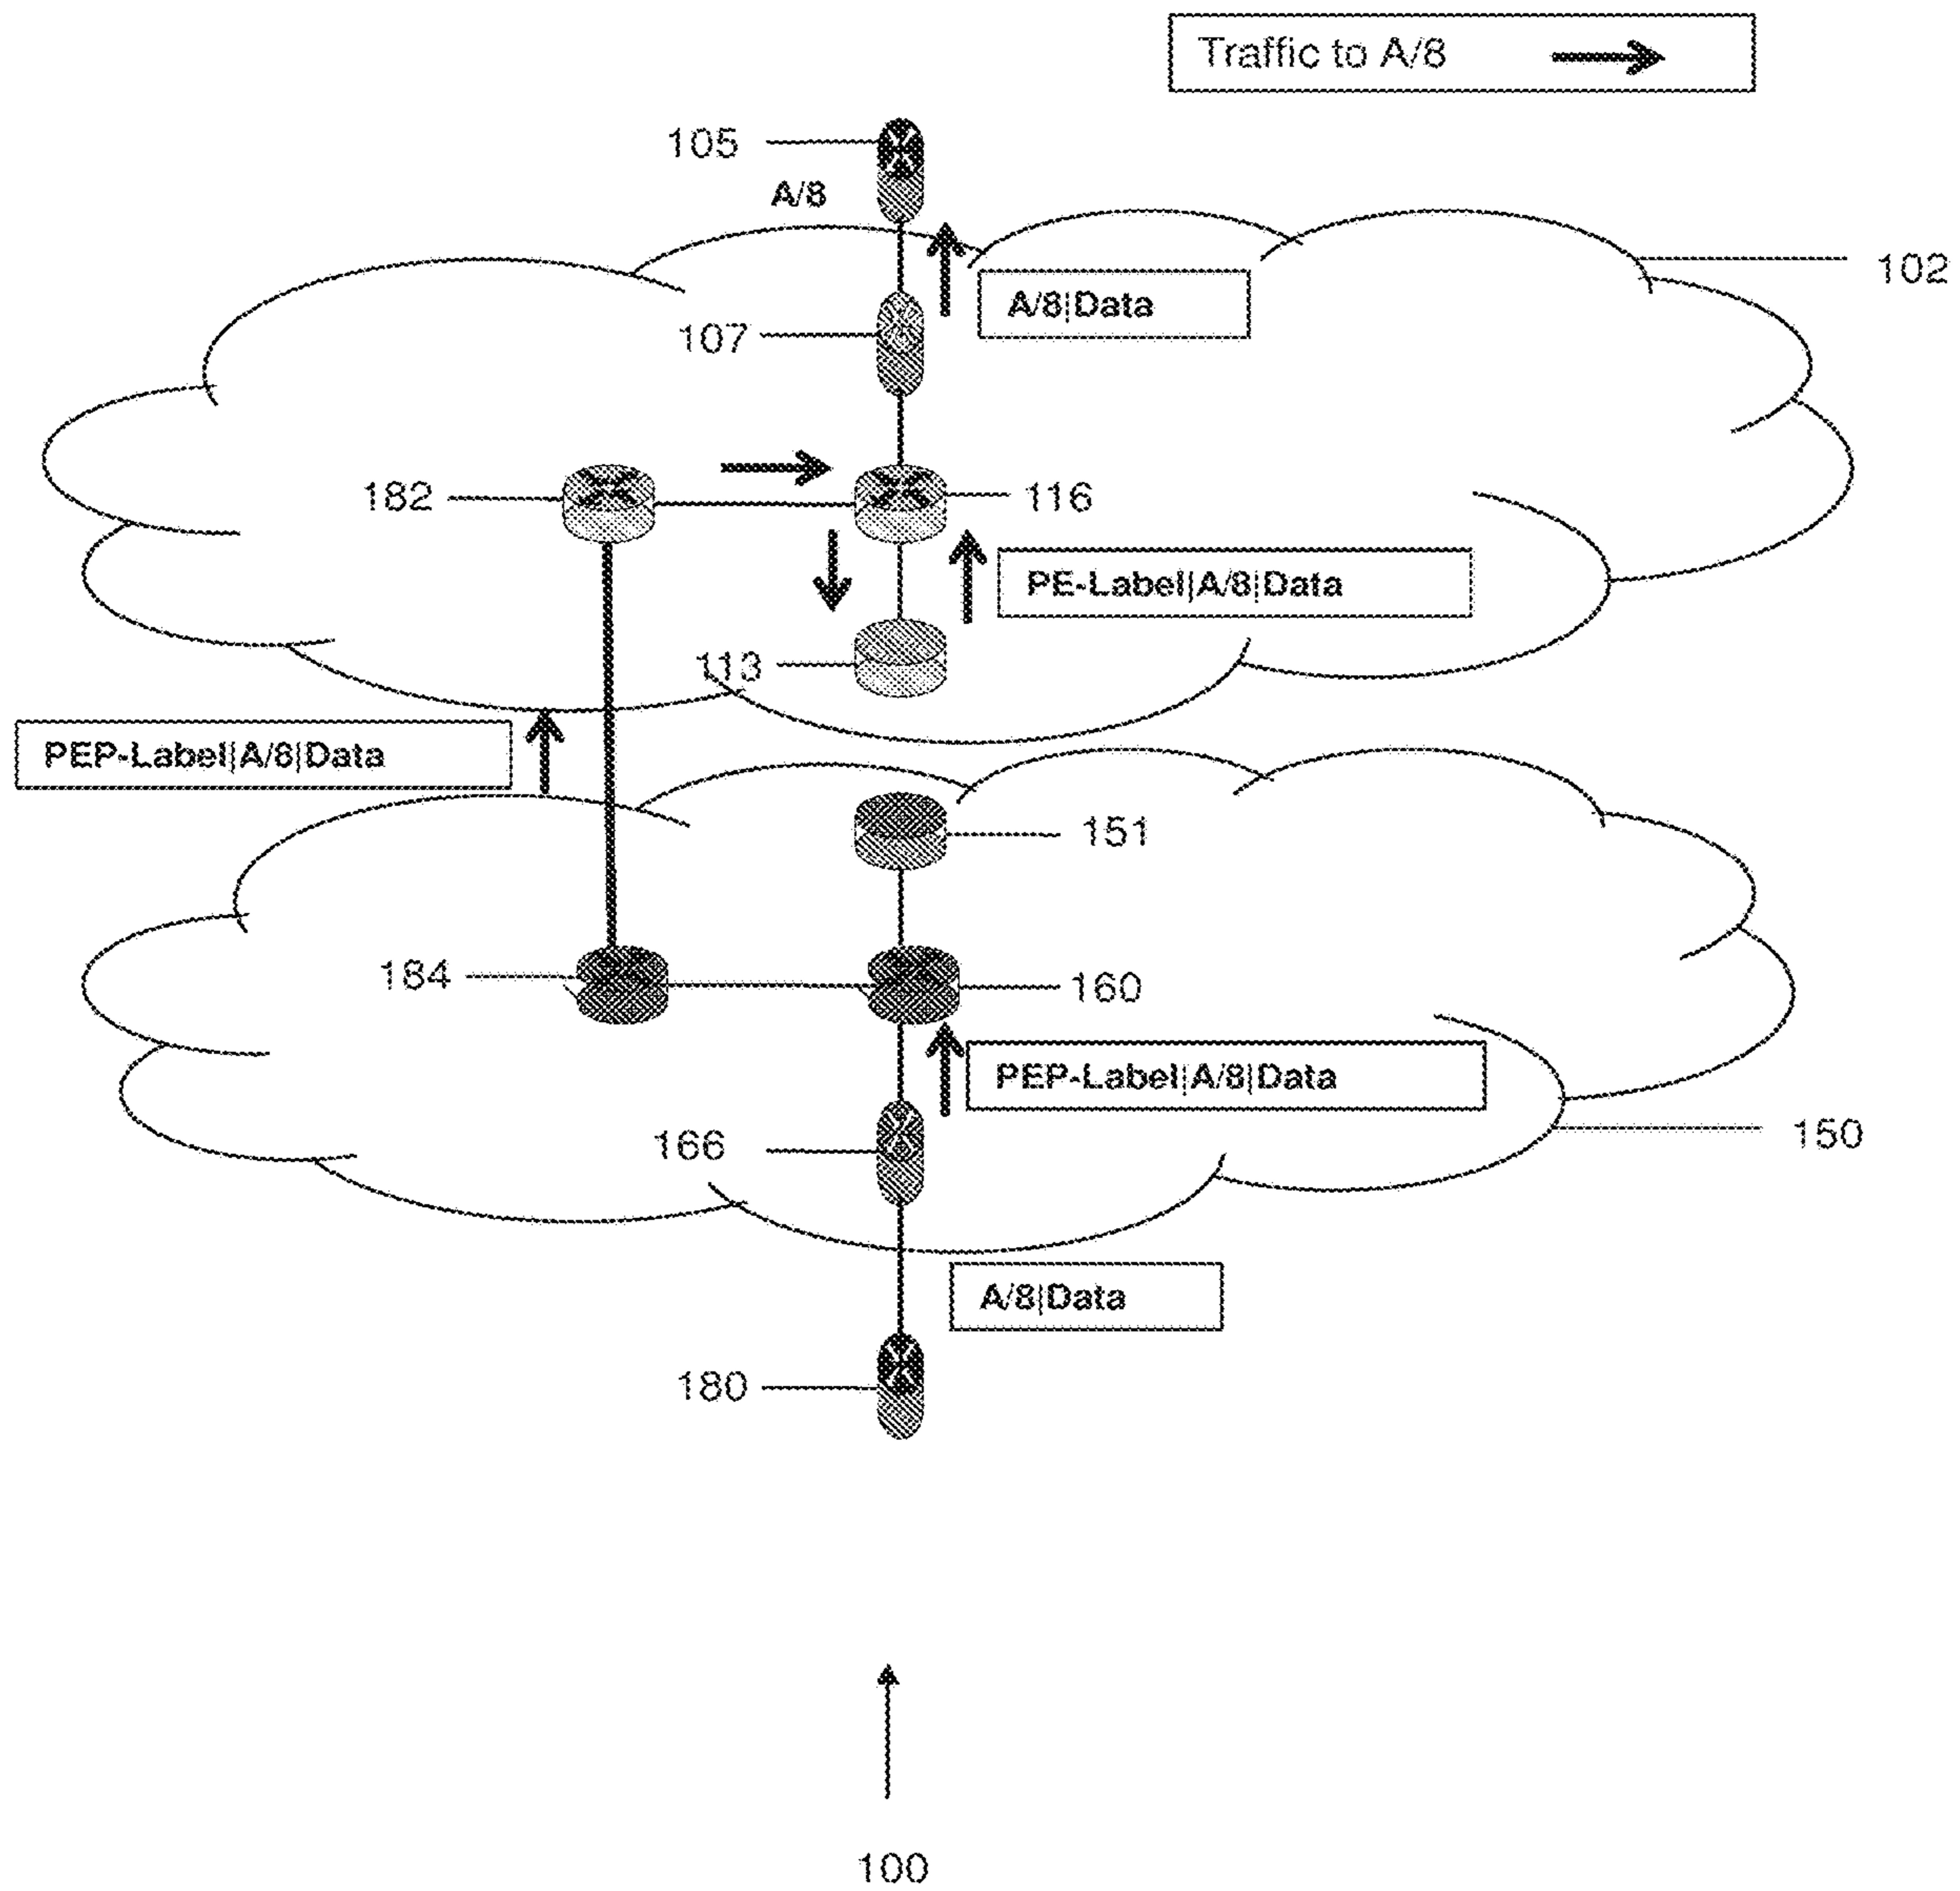 Traffic to A/8
105
A/8
102
A/8|Data
107
182
116
PE-Label|A/8|Data
113
PEP-Label|A/8|Data
151
184
160
PEP-Label|A/8|Data
166
150
A/8|Data
180
100